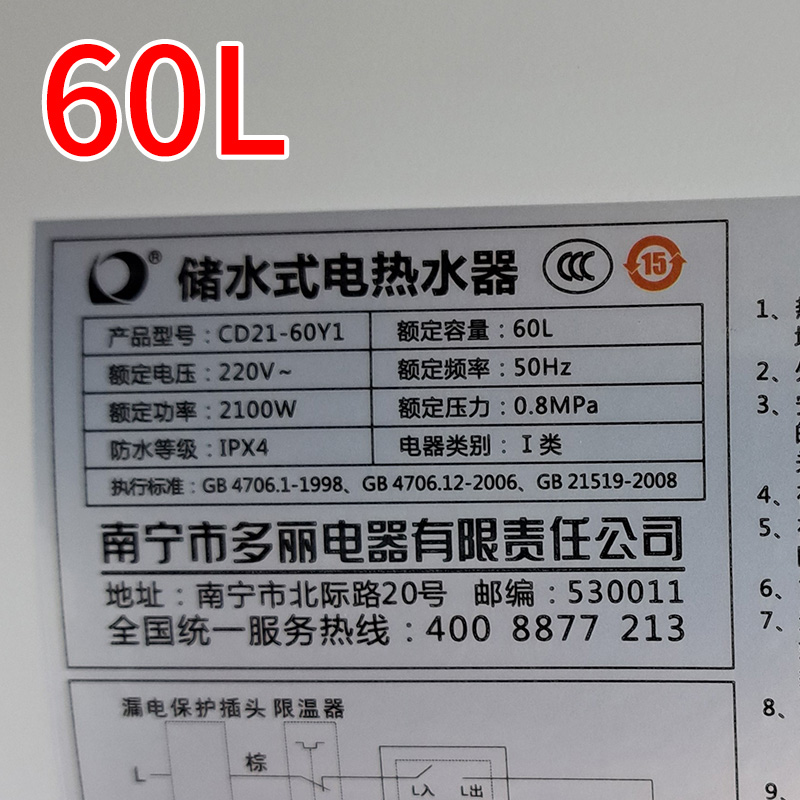 60L
® 储水式电热水器 CCC 15
产品型号：CD21-60Y1 额定容量：60L
额定电压：220V~ 额定频率：50Hz
额定功率：2100W 额定压力：0.8MPa
防水等级：IPX4 电器类别：I类
执行标准：GB 4706.1-1998、GB 4706.12-2006、GB 21519-2008
南宁市多丽电器有限责任公司
地址：南宁市北际路20号 邮编：530011
全国统一服务热线：400 8877 213
漏电保护插头 限温器
L 棕 L入 L出
1、
2、
3、
的
4、
5、
6、
7、
8、
9、